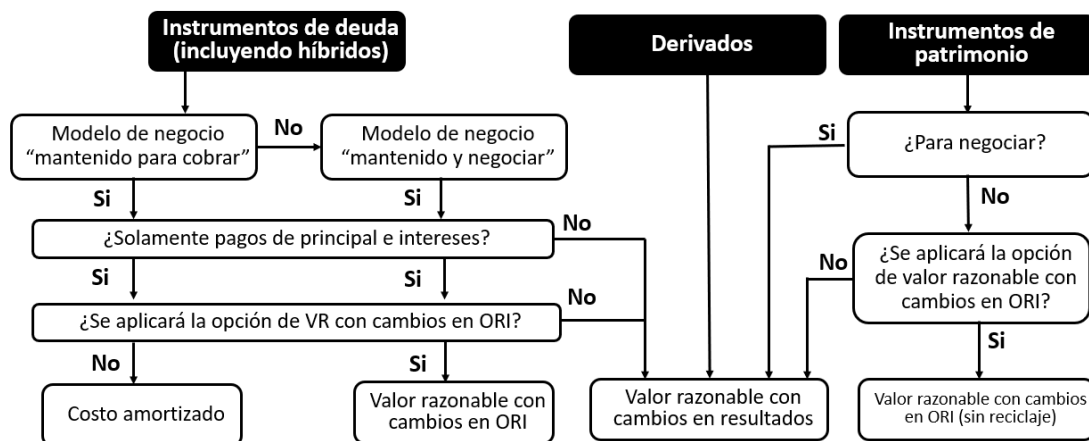 Instrumentos de deuda
(incluyendo híbridos)
Derivados
Instrumentos de
patrimonio
Modelo de negocio
“mantenido para cobrar”
No
Modelo de negocio
“mantenido y negociar”
Si
¿Para negociar?
Si
Si
No
No
¿Solamente pagos de principal e intereses?
Si
Si
No
No
¿Se aplicará la opción
de valor razonable con
cambios en ORI?
¿Se aplicará la opción de VR con cambios en ORI?
No
Si
Si
Costo amortizado
Valor razonable con
cambios en ORI
Valor razonable con
cambios en resultados
Valor razonable con cambios
en ORI (sin reciclaje)